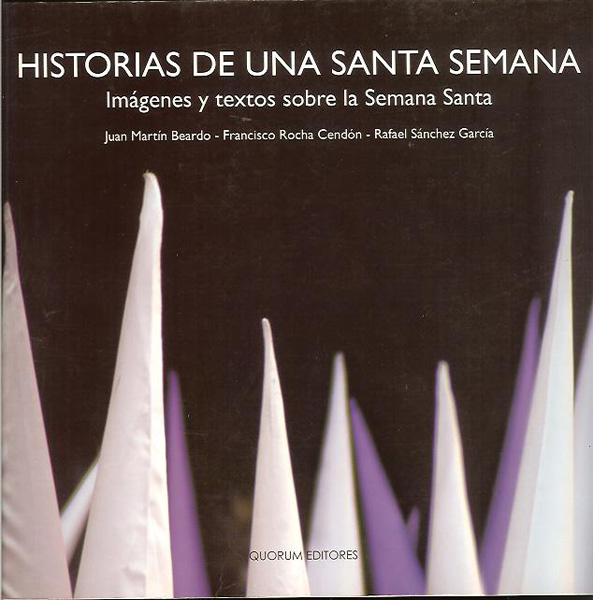 HISTORIAS DE UNA SANTA SEMANA
Imágenes y textos sobre la Semana Santa
Juan Martín Beardo - Francisco Rocha Cendón - Rafael Sánchez García
QUORUM EDITORES